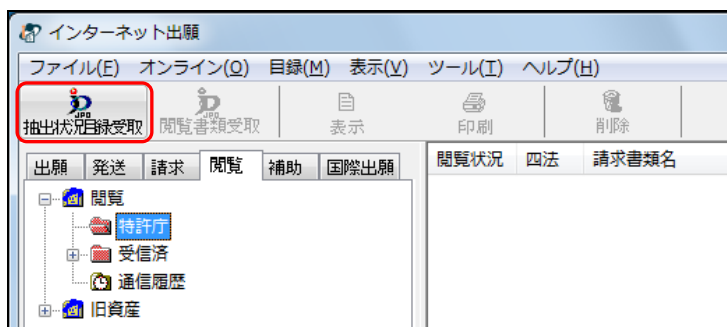 インターネット出願
ファイル(F) オンライン(O) 目録(M) 表示(V) ツール(T) ヘルプ(H)
JPO JPO
抽出状況目録受取 閲覧書類受取 表示 印刷 削除
出願 発送 請求 閲覧 補助 国際出願
閲覧状況 四法 請求書類名
閲覧
特許庁
受信済
通信履歴
旧資産